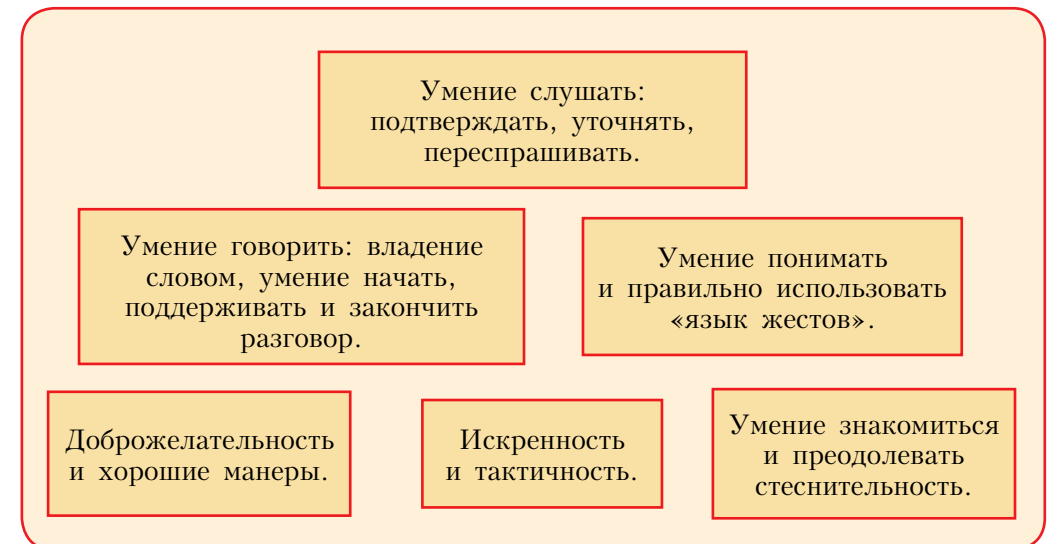 Умение слушать:
подтверждать, уточнять,
переспрашивать.
Умение говорить: владение
словом, умение начать,
поддерживать и закончить
разговор.
Умение понимать
и правильно использовать
«язык жестов».
Доброжелательность
и хорошие манеры.
Искренность
и тактичность.
Умение знакомиться
и преодолевать
стеснительность.